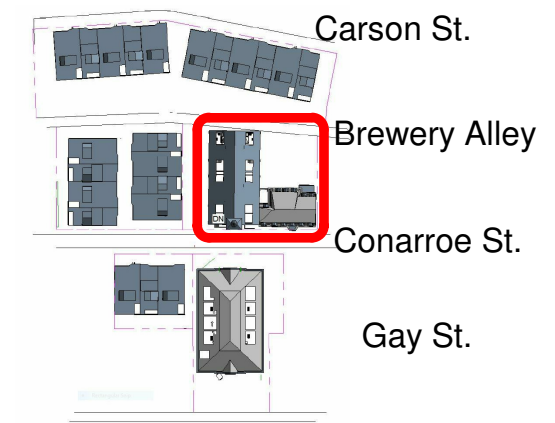 Carson St.
Brewery Alley
DN
Conarroe St.
Gay St.